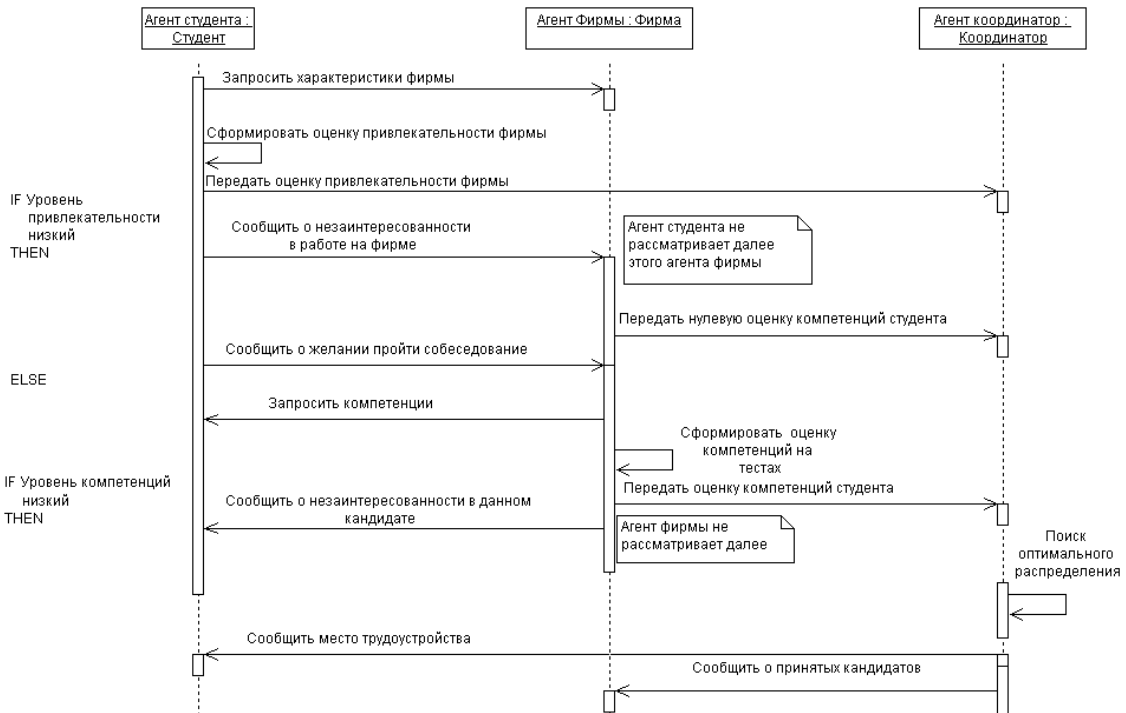 Агент студента :
Студент
Агент Фирмы : Фирма
Агент координатор :
Координатор
Запросить характеристики фирмы
Сформировать оценку привлекательности фирмы
Передать оценку привлекательности фирмы
IF Уровень
привлекательности
низкий
THEN
Сообщить о незаинтересованности
в работе на фирме
Агент студента не
рассматривает далее
этого агента фирмы
Передать нулевую оценку компетенций студента
Сообщить о желании пройти собеседование
ELSE
Запросить компетенции
Сформировать оценку
компетенций на
тестах
IF Уровень компетенций
низкий
THEN
Передать оценку компетенций студента
Сообщить о незаинтересованности в данном
кандидате
Агент фирмы не
рассматривает далее
Поиск
оптимального
распределения
Сообщить место трудоустройства
Сообщить о принятых кандидатов